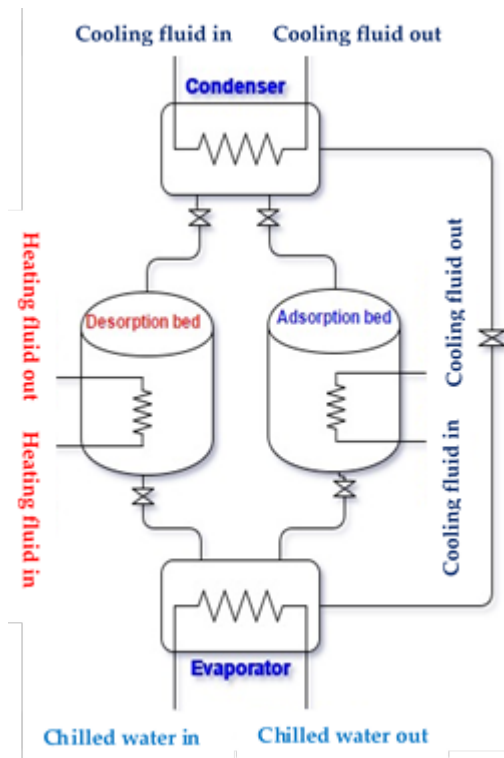 Cooling fluid in
Cooling fluid out
Condenser
Heating fluid out
Heating fluid in
Desorption bed
Adsorption bed
Cooling fluid out
Cooling fluid in
Evaporator
Chilled water in
Chilled water out